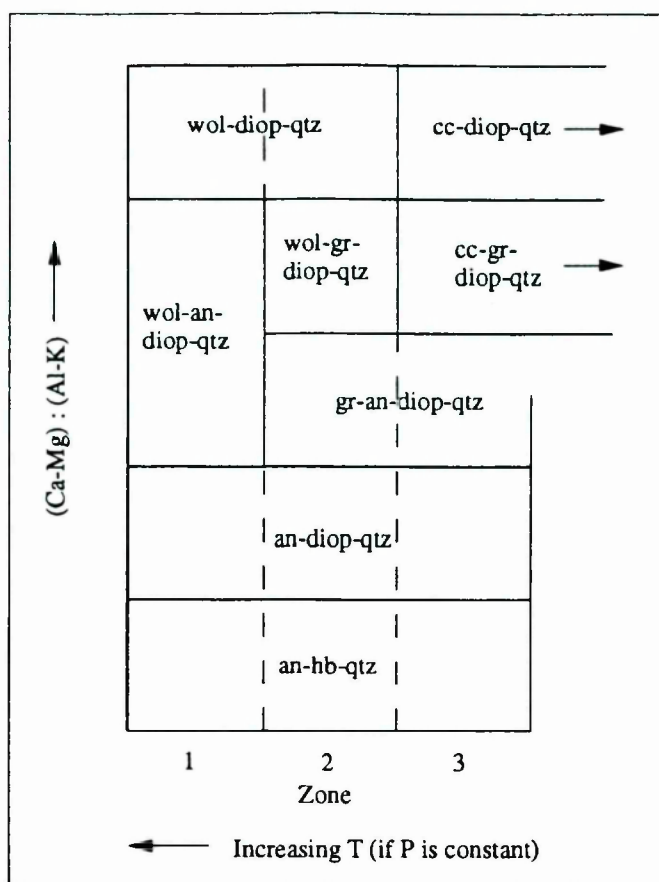 wol-diop-qtz
cc-diop-qtz
wol-gr-
diop-qtz
cc-gr-
diop-qtz
wol-an-
diop-qtz
gr-an-diop-qtz
an-diop-qtz
an-hb-qtz
(Ca-Mg) : (Al-K)
1 2 3
Zone
Increasing T (if P is constant)